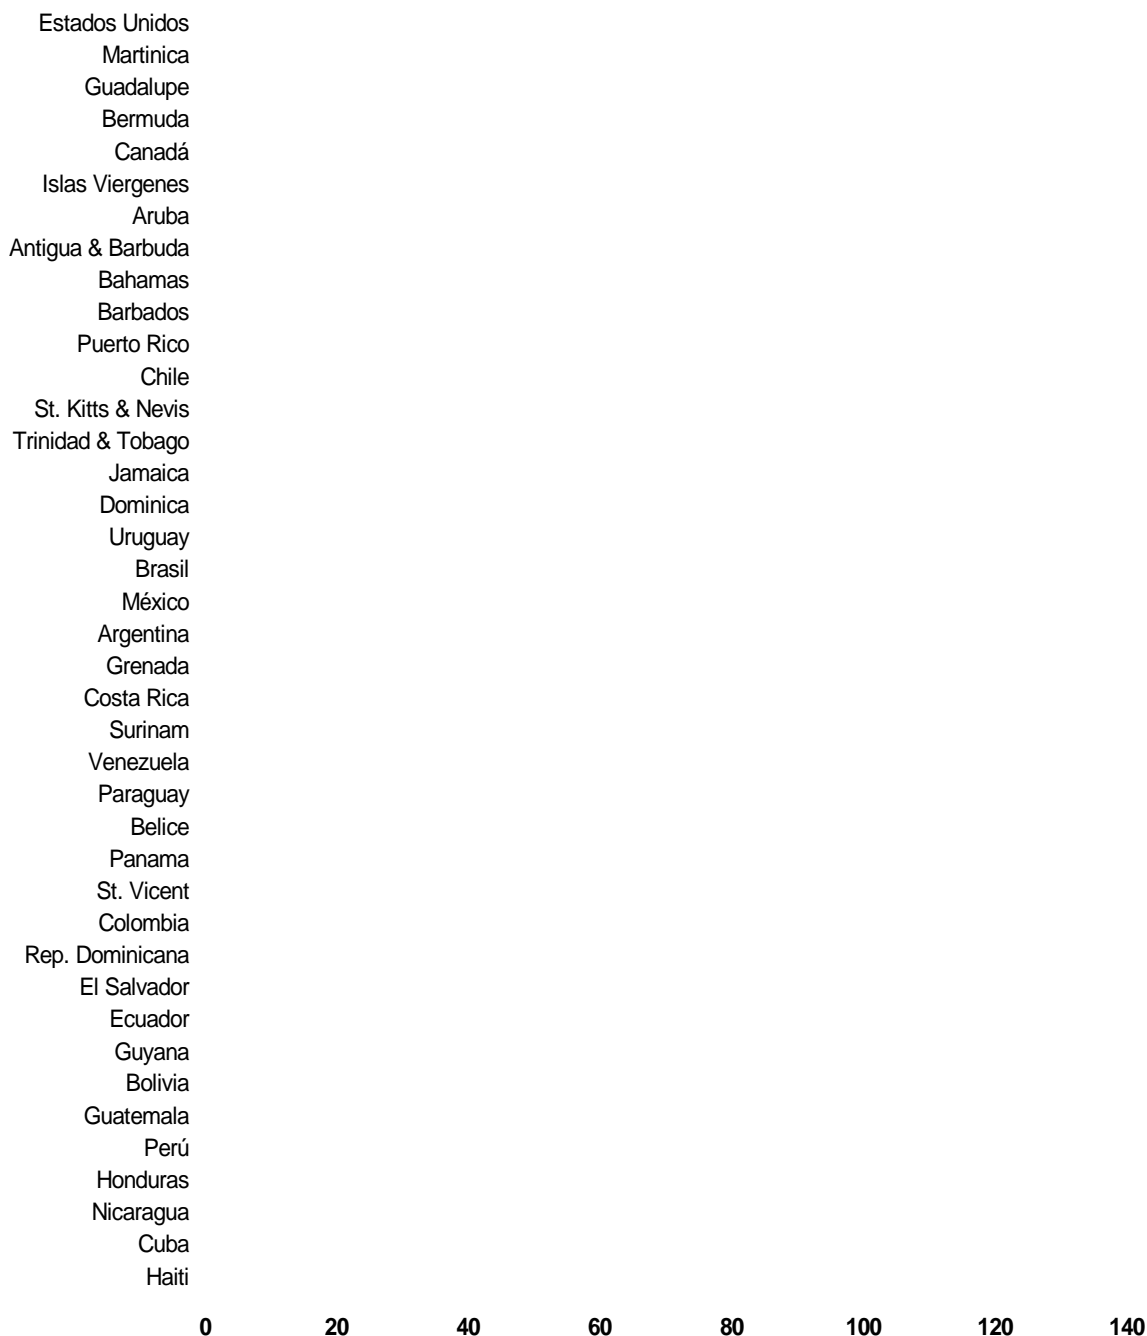 Estados Unidos
Martinica
Guadalupe
Bermuda
Canadá
Islas Viergenes
Aruba
Antigua & Barbuda
Bahamas
Barbados
Puerto Rico
Chile
St. Kitts & Nevis
Trinidad & Tobago
Jamaica
Dominica
Uruguay
Brasil
México
Argentina
Grenada
Costa Rica
Surinam
Venezuela
Paraguay
Belice
Panama
St. Vicent
Colombia
Rep. Dominicana
El Salvador
Ecuador
Guyana
Bolivia
Guatemala
Perú
Honduras
Nicaragua
Cuba
Haiti
0 20 40 60 80 100 120 140